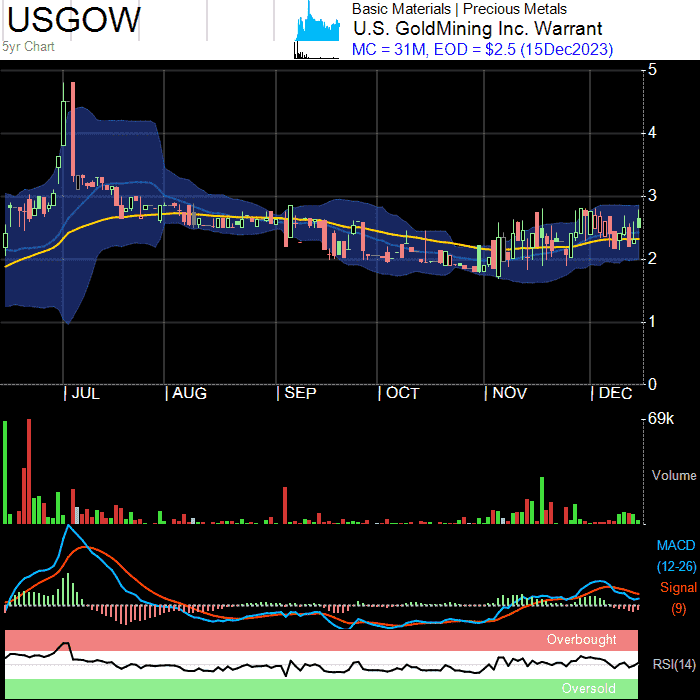 USGOW
5yr Chart
Basic Materials | Precious Metals
U.S. GoldMining Inc. Warrant
MC = 31M, EOD = $2.5 (15Dec2023)
5
4
3
2
1
0
| JUL
| AUG
| SEP
| OCT
| NOV
| DEC
69k
Volume
MACD
(12-26)
Signal
(9)
Overbought
RSI(14)
Oversold